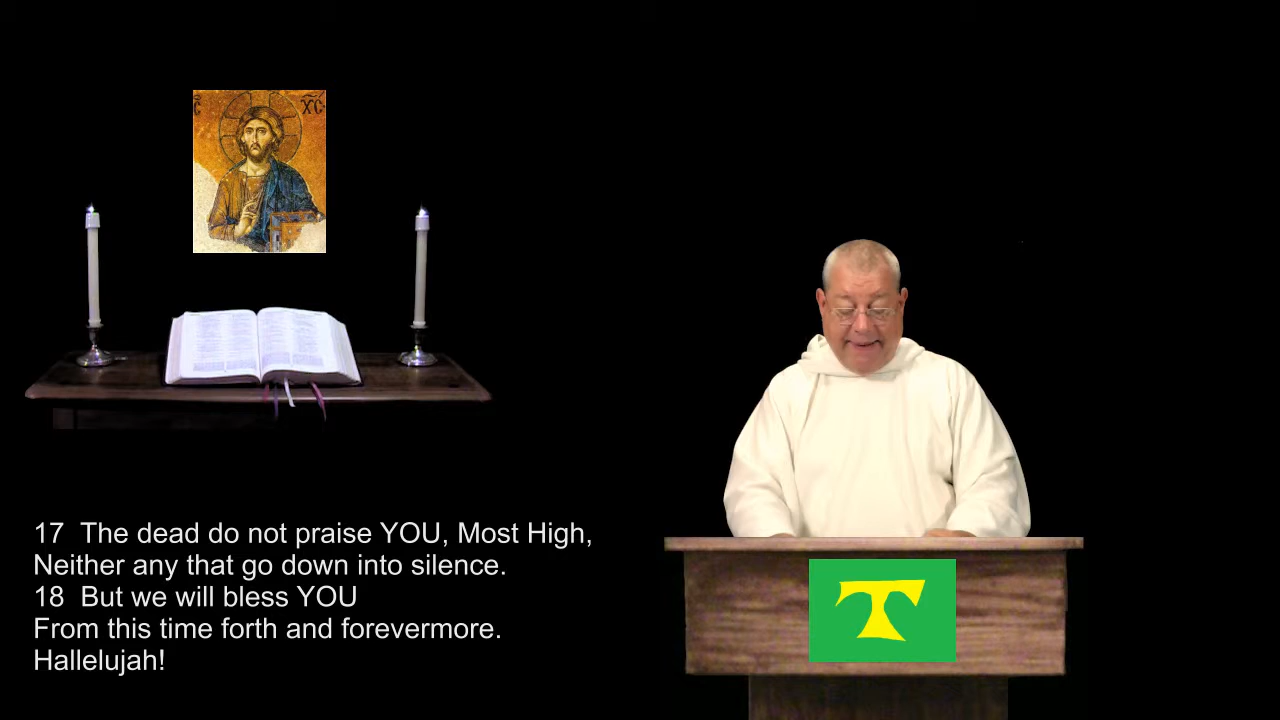 ΧC
17 The dead do not praise YOU, Most High,
Neither any that go down into silence.
18 But we will bless YOU
From this time forth and forevermore.
Hallelujah!